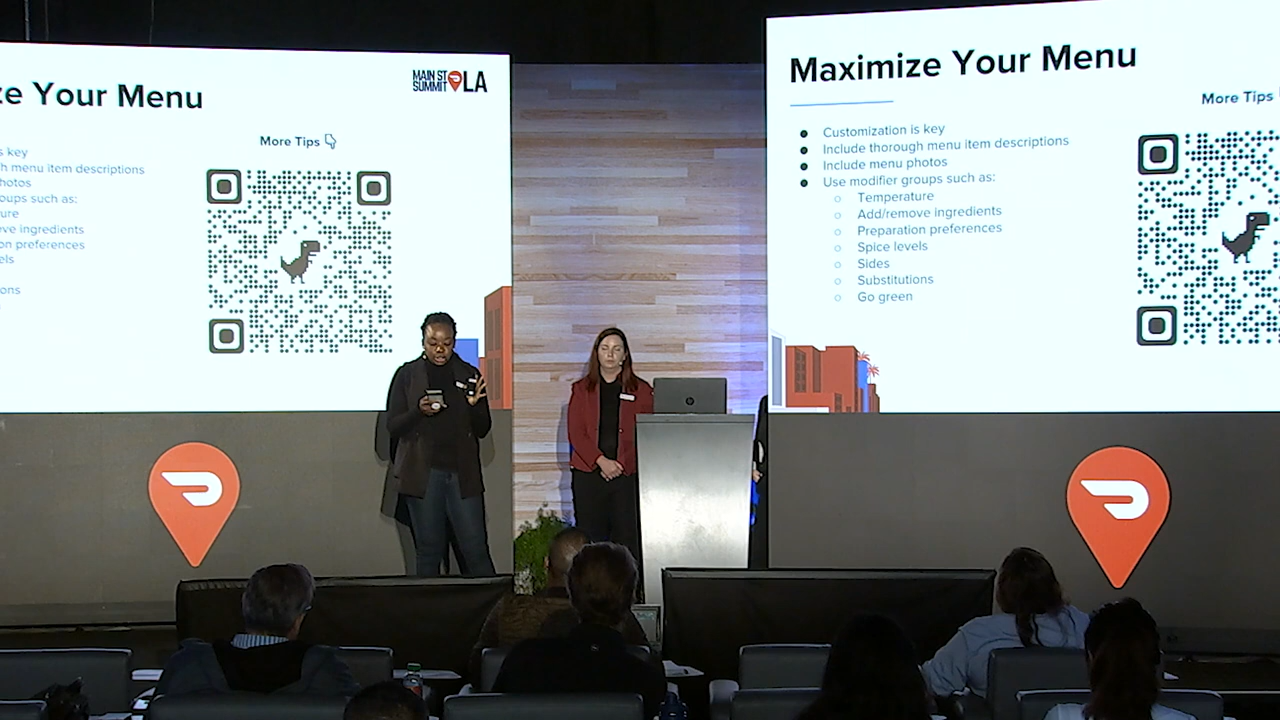 ze Your Menu
MAIN ST
SUMMIT LA
More Tips
s key
h menu item descriptions
hotos
oups such as:
ure
ve ingredients
on preferences
els
ons
Maximize Your Menu
More Tips
Customization is key
Include thorough menu item descriptions
Include menu photos
Use modifier groups such as:
Temperature
Add/remove ingredients
Preparation preferences
Spice levels
Sides
Substitutions
Go green
hp